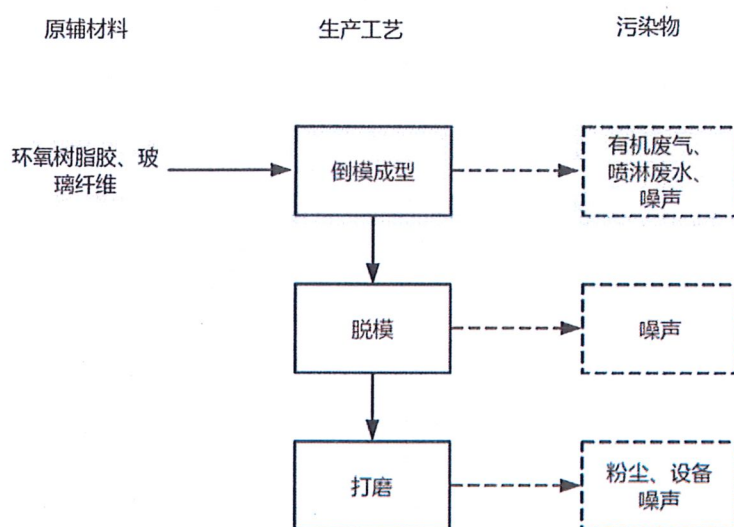 原辅材料
生产工艺
污染物
环氧树脂胶、玻
璃纤维
倒模成型
有机废气、
喷淋废水、
噪声
脱模
噪声
打磨
粉尘、设备
噪声